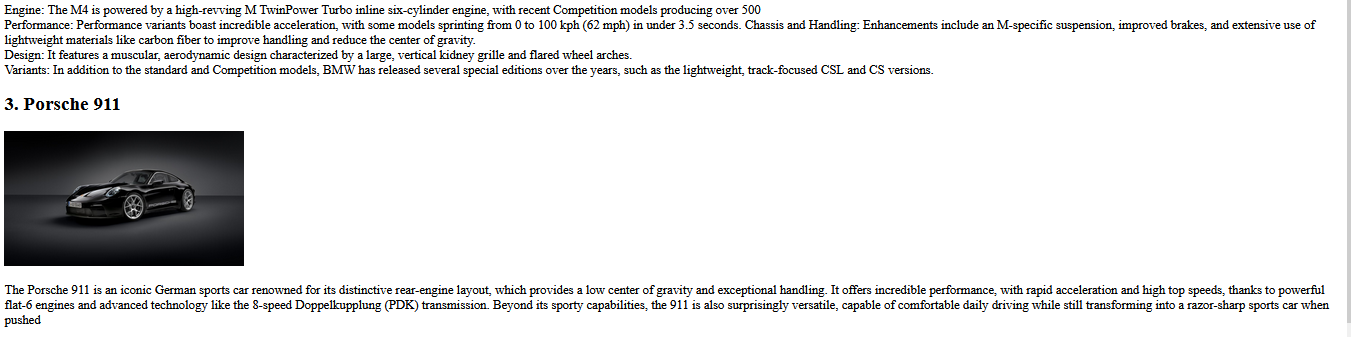 Engine: The M4 is powered by a high-revving M TwinPower Turbo inline six-cylinder engine, with recent Competition models producing over 500
Performance: Performance variants boast incredible acceleration, with some models sprinting from 0 to 100 kph (62 mph) in under 3.5 seconds. Chassis and Handling: Enhancements include an M-specific suspension, improved brakes, and extensive use of
lightweight materials like carbon fiber to improve handling and reduce the center of gravity.
Design: It features a muscular, aerodynamic design characterized by a large, vertical kidney grille and flared wheel arches.
Variants: In addition to the standard and Competition models, BMW has released several special editions over the years, such as the lightweight, track-focused CSL and CS versions.
3. Porsche 911
The Porsche 911 is an iconic German sports car renowned for its distinctive rear-engine layout, which provides a low center of gravity and exceptional handling. It offers incredible performance, with rapid acceleration and high top speeds, thanks to powerful
flat-6 engines and advanced technology like the 8-speed Doppelkupplung (PDK) transmission. Beyond its sporty capabilities, the 911 is also surprisingly versatile, capable of comfortable daily driving while still transforming into a razor-sharp sports car when
pushed